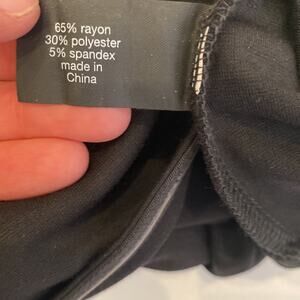 65% rayon
30% polyester
5% spandex
made in
China